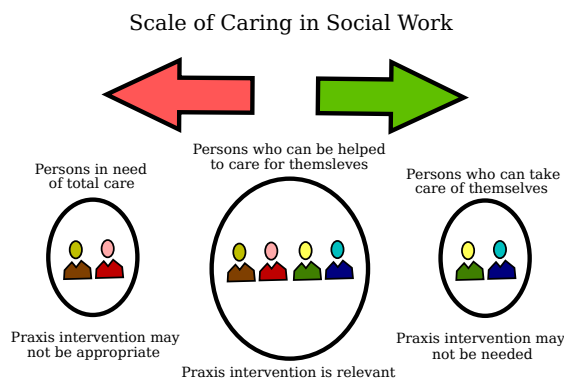 Scale of Caring in Social Work
Persons in need
of total care
Persons who can be helped
to care for themsleves
Persons who can take
care of themselves
Praxis intervention may
not be appropriate
Praxis intervention is relevant
Praxis intervention may
not be needed